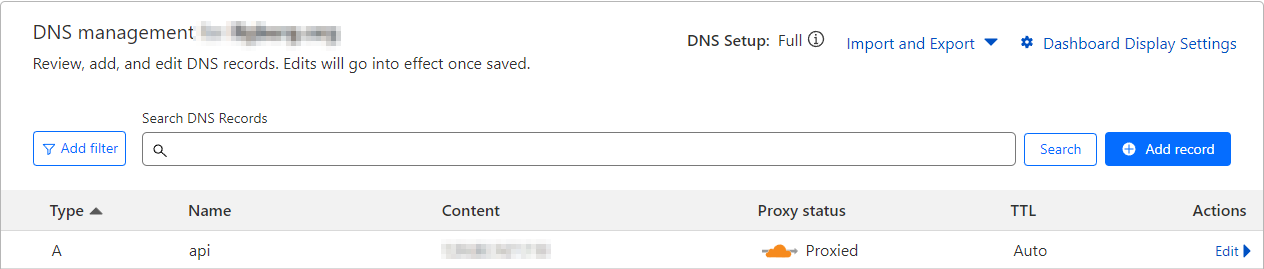 DNS management
DNS Setup: Full
Import and Export
Dashboard Display Settings
Review, add, and edit DNS records. Edits will go into effect once saved.
Search DNS Records
Add filter
Search
Add record
Type Name Content Proxy status TTL Actions
A api Proxied Auto Edit